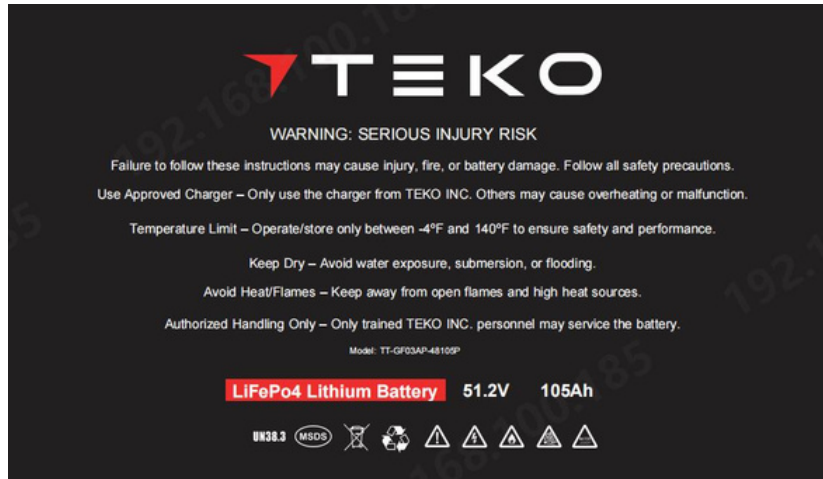 TEKO
WARNING: SERIOUS INJURY RISK
Failure to follow these instructions may cause injury, fire, or battery damage. Follow all safety precautions.
Use Approved Charger – Only use the charger from TEKO INC. Others may cause overheating or malfunction.
Temperature Limit – Operate/store only between -4°F and 140°F to ensure safety and performance.
Keep Dry – Avoid water exposure, submersion, or flooding.
Avoid Heat/Flames – Keep away from open flames and high heat sources.
Authorized Handling Only – Only trained TEKO INC. personnel may service the battery.
Model: TT-GF03AP-48105P
LiFePo4 Lithium Battery 51.2V 105Ah
UN38.3 MSDS
192.168.100.185